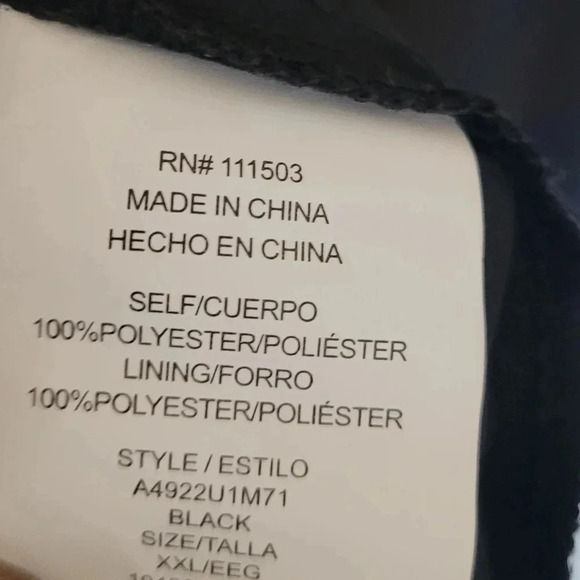 RN# 111503
MADE IN CHINA
HECHO EN CHINA
SELF/CUERPO
100%POLYESTER/POLIÉSTER
LINING/FORRO
100%POLYESTER/POLIÉSTER
STYLE / ESTILO
A4922U1M71
BLACK
SIZE/TALLA
XXL/EEG